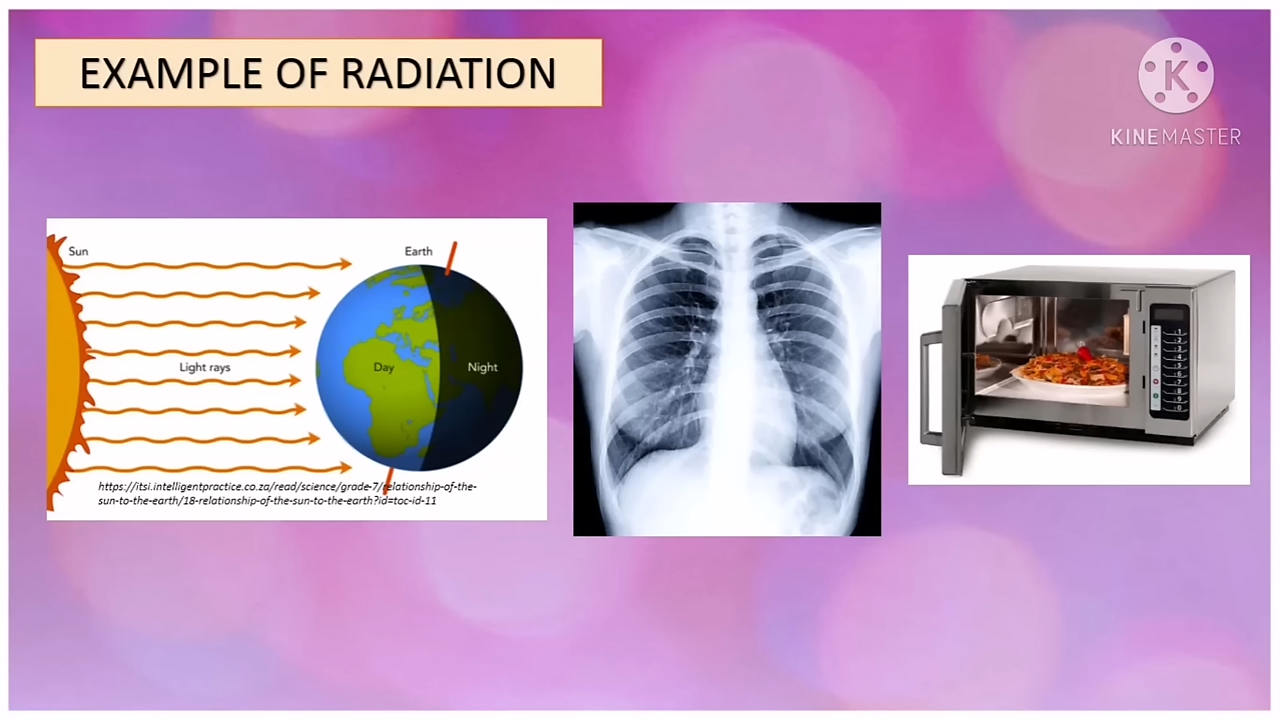 EXAMPLE OF RADIATION
K
KINEMASTER
Sun
Earth
Light rays
Day
Night
https://itsi.intelligentpractice.co.za/read/science/grade-7/relationship-of-the-
sun-to-the-earth/18-relationship-of-the-sun-to-the-earth?id=toc-id-11